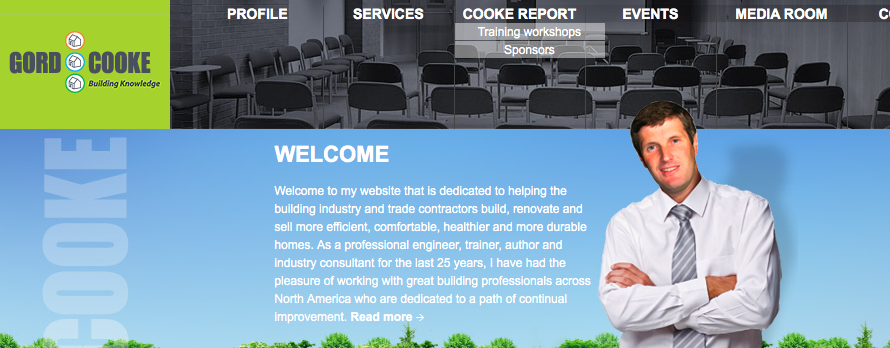 PROFILE SERVICES COOKE REPORT EVENTS MEDIA ROOM
Training workshops
Sponsors
GORD COOKE
Building Knowledge
COOKE
WELCOME
Welcome to my website that is dedicated to helping the
building industry and trade contractors build, renovate and
sell more efficient, comfortable, healthier and more durable
homes. As a professional engineer, trainer, author and
industry consultant for the last 25 years, I have had the
pleasure of working with great building professionals across
North America who are dedicated to a path of continual
improvement. Read more →